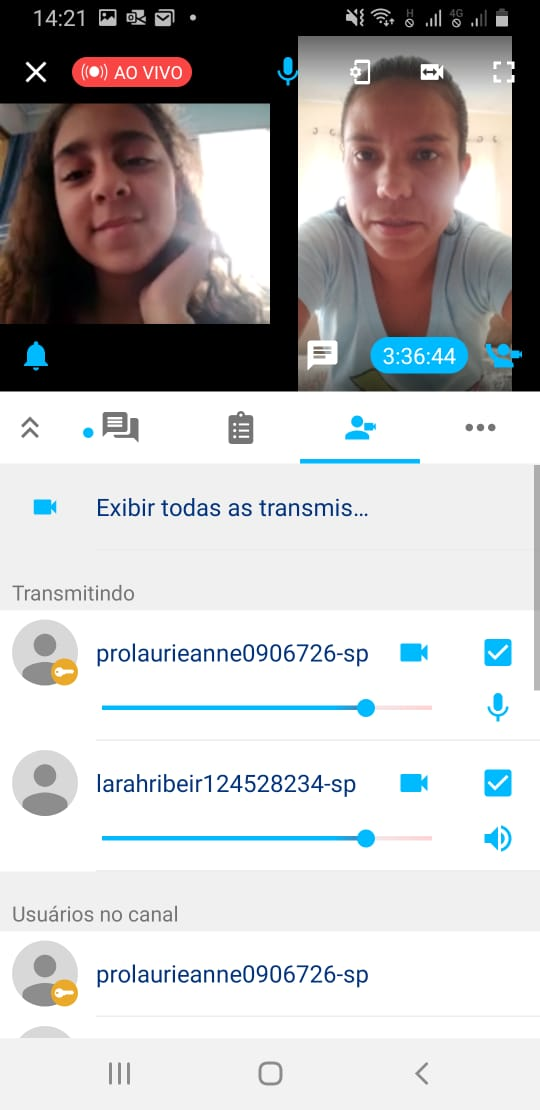 14:21
H
4G
AO VIVO
3:36:44
Exibir todas as transmis...
Transmitindo
prolaurieanne0906726-sp
larahribeir124528234-sp
Usuários no canal
prolaurieanne0906726-sp